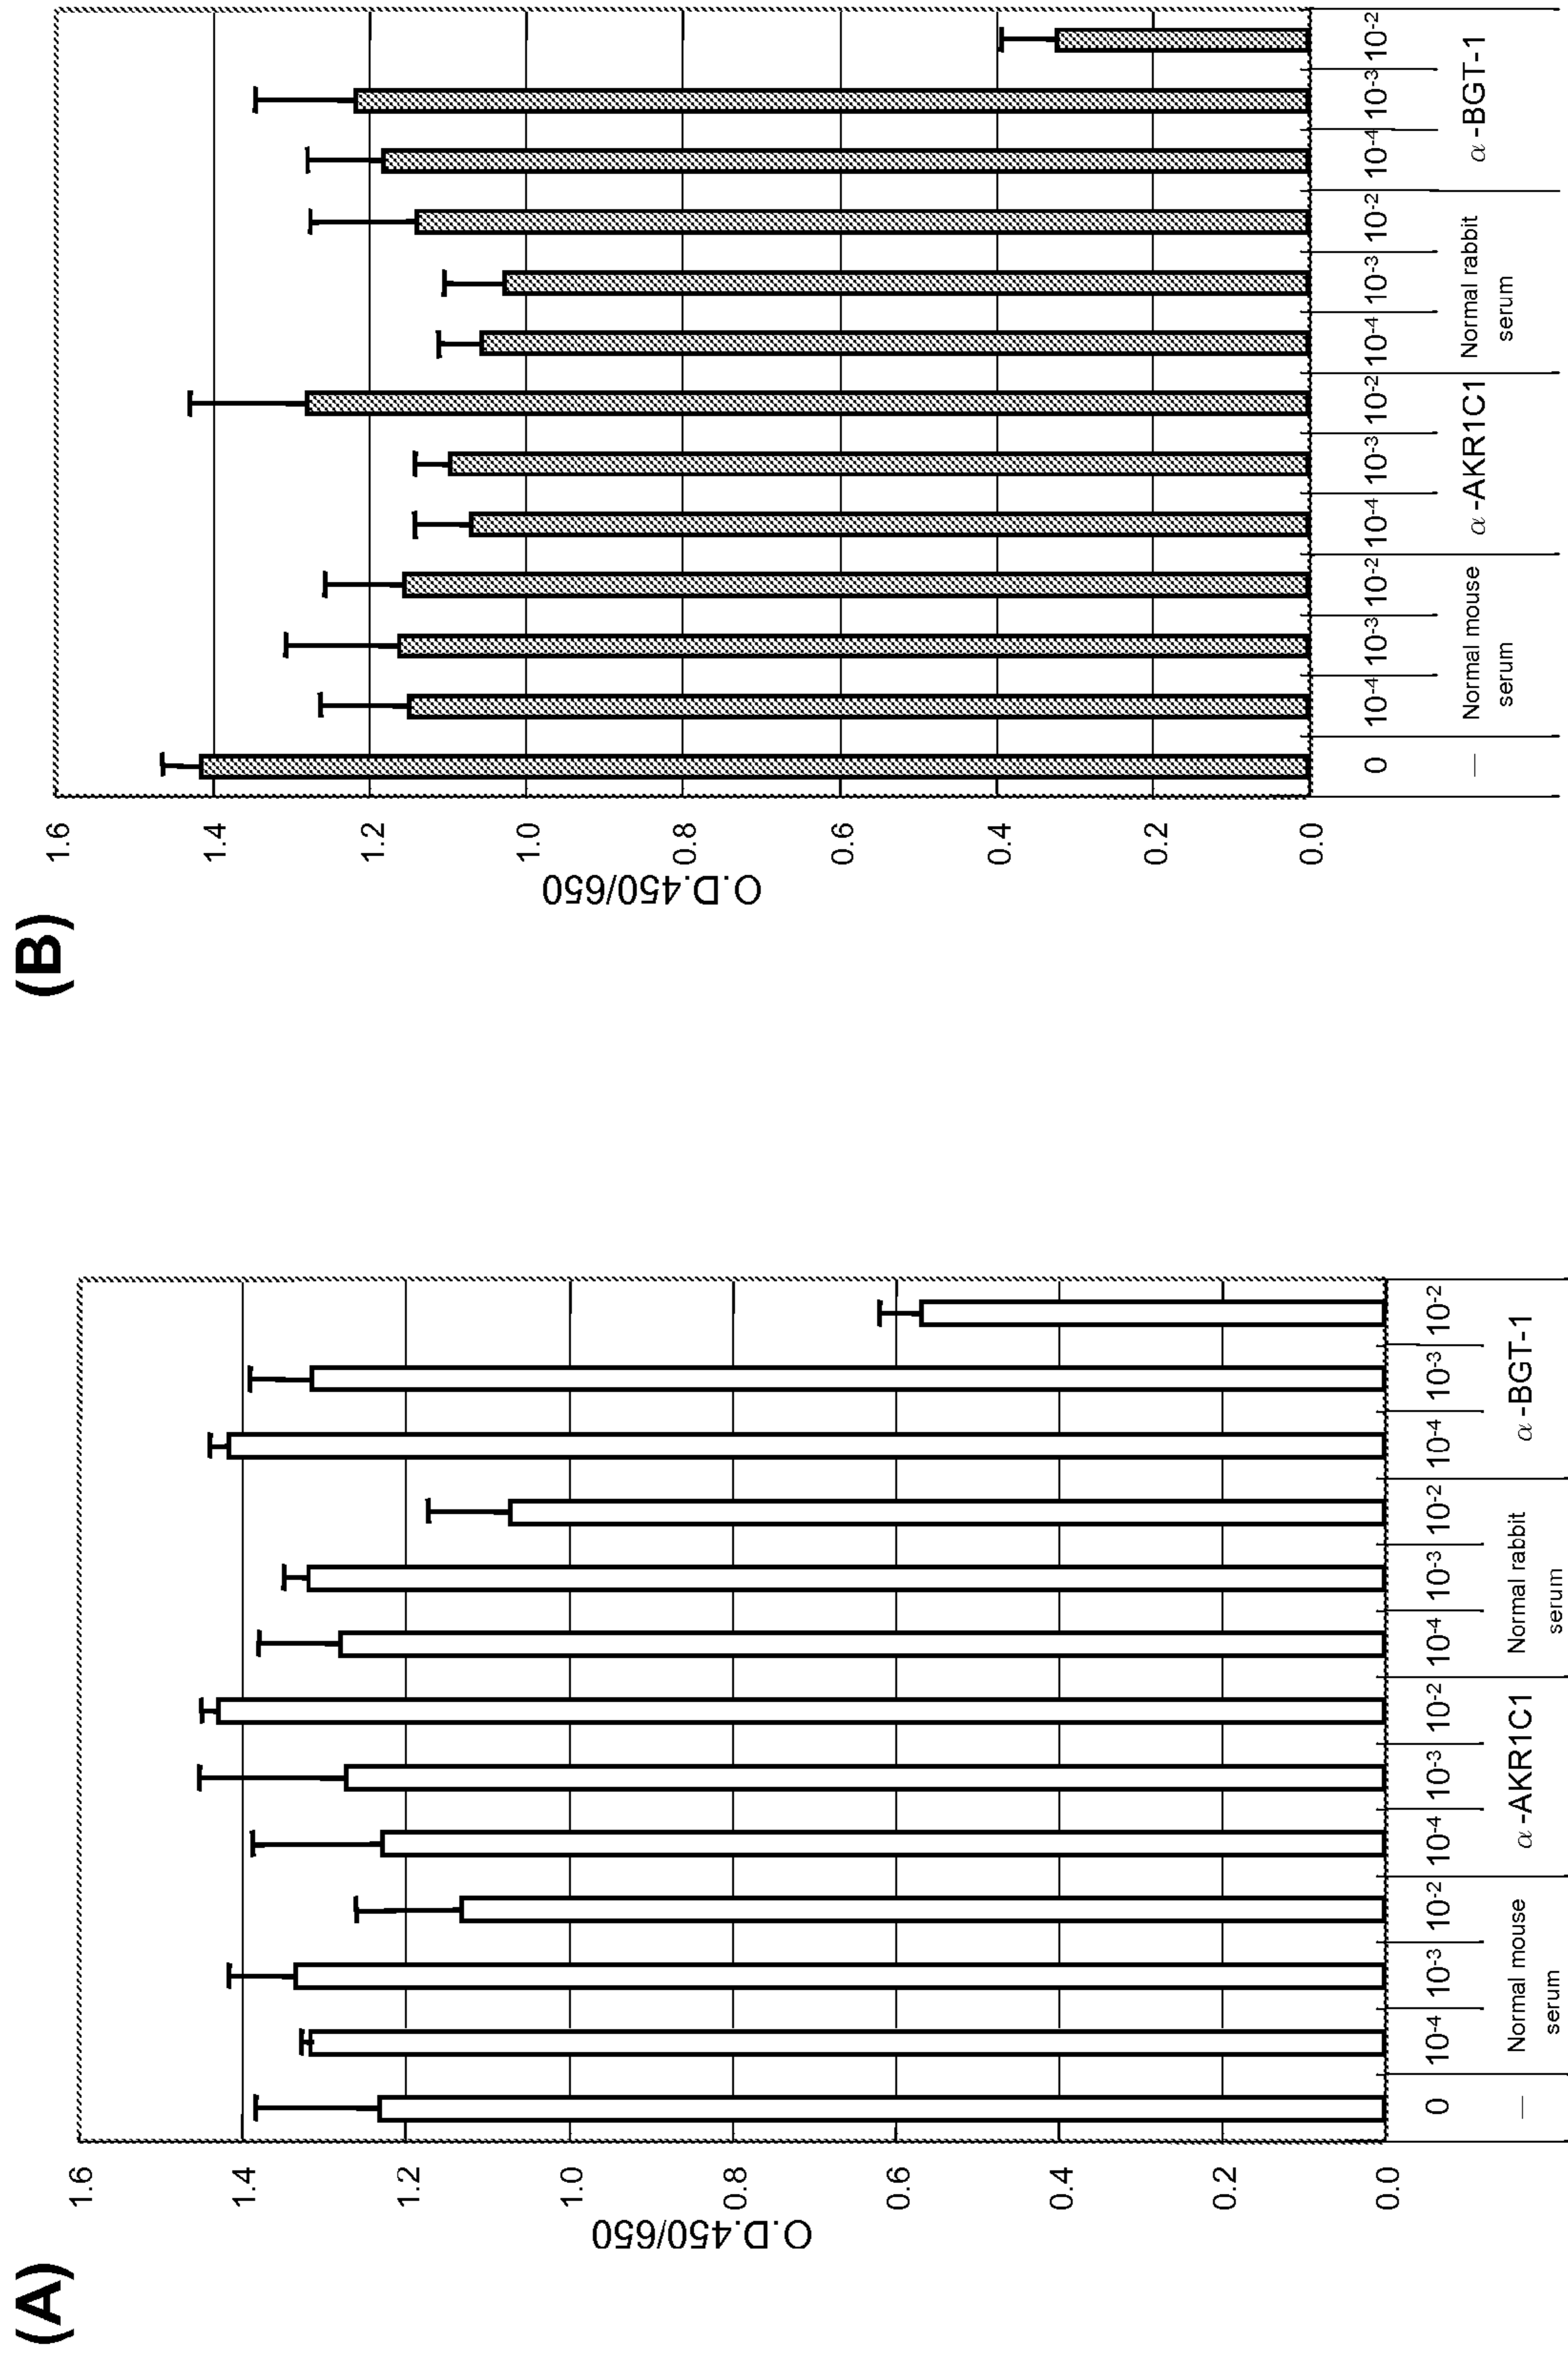 (A)
O.D.450/650
1.6
1.4
1.2
1.0
0.8
0.6
0.4
0.2
0.0
0 10-4 10-3 10-2 10-4 10-3 10-2 10-4 10-3 10-2 10-4 10-3 10-2
— Normal mouse serum α-AKR1C1 Normal rabbit serum α-BGT-1
(B)
O.D.450/650
1.6
1.4
1.2
1.0
0.8
0.6
0.4
0.2
0.0
0 10-4 10-3 10-2 10-4 10-3 10-2 10-4 10-3 10-2 10-4 10-3 10-2
— Normal mouse serum α-AKR1C1 Normal rabbit serum α-BGT-1